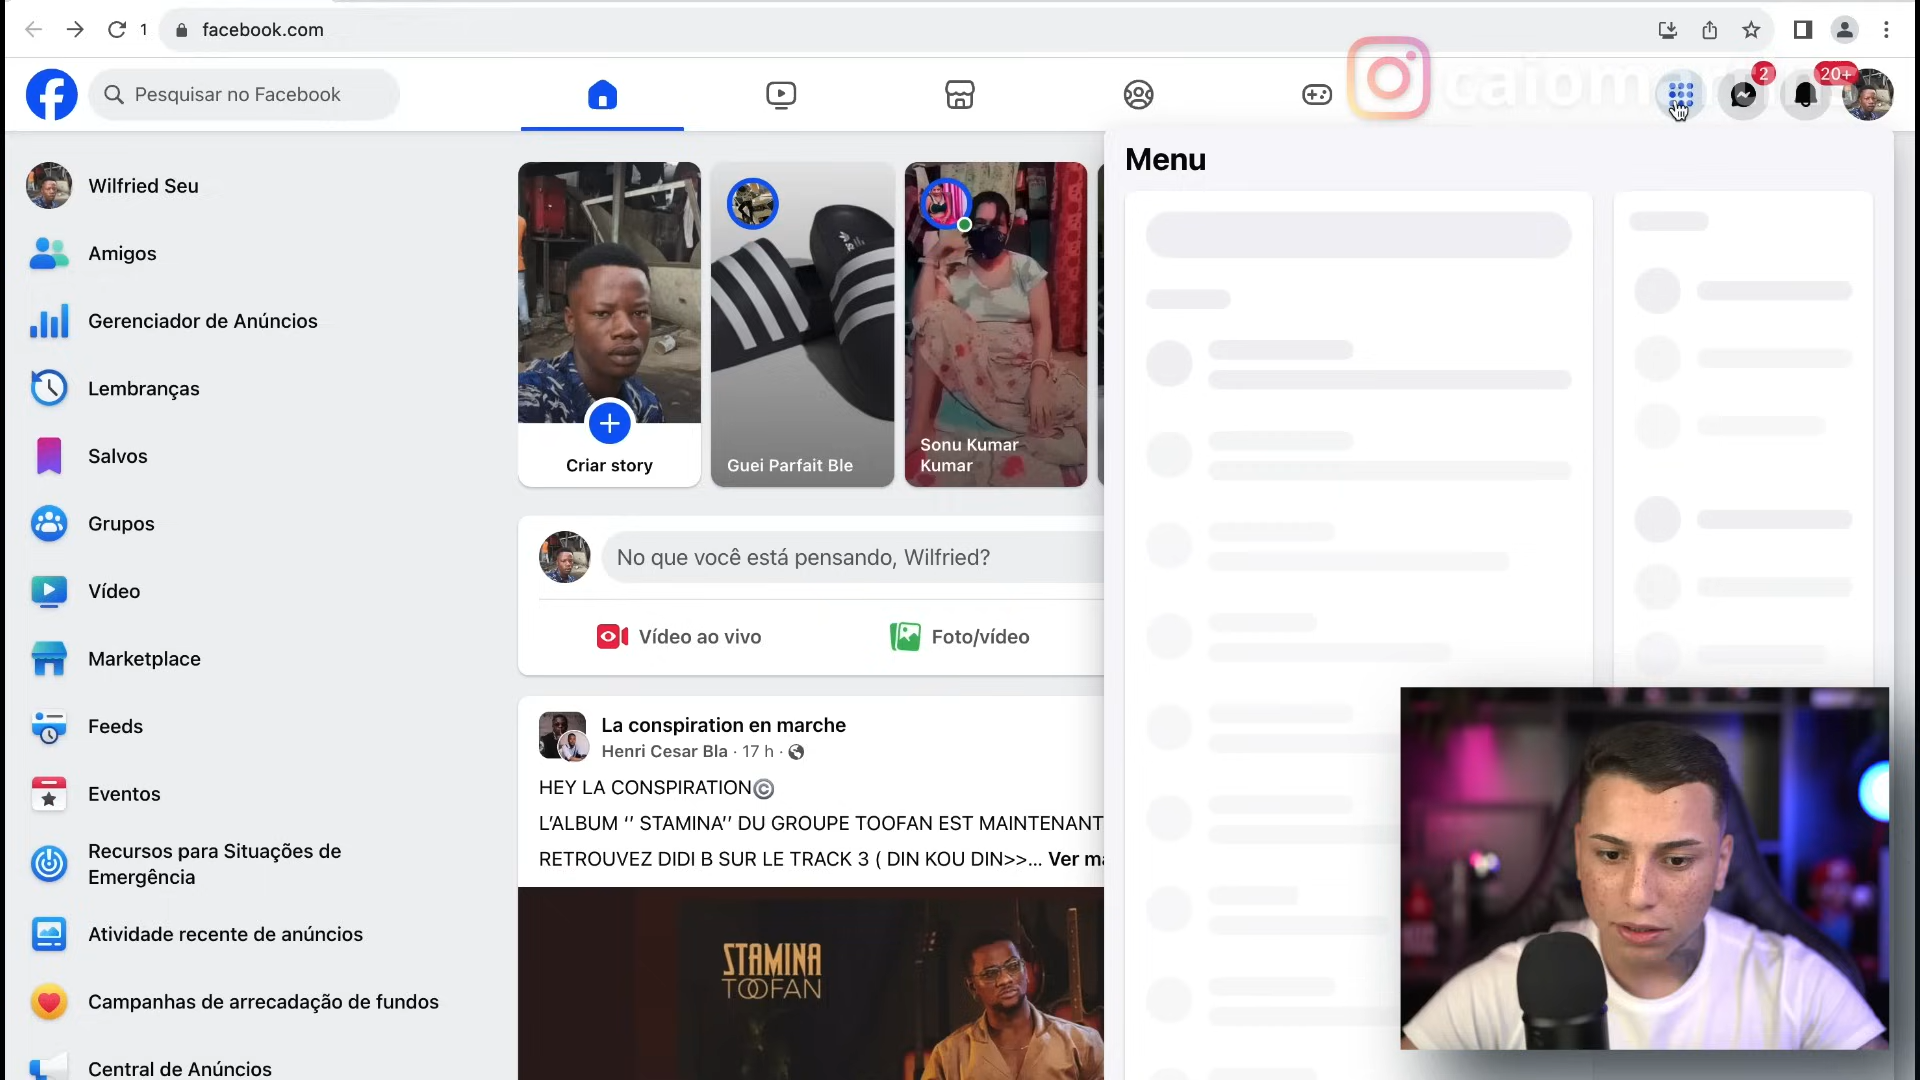 1
facebook.com
Pesquisar no Facebook
2
20+
Menu
Wilfried Seu
Amigos
Gerenciador de Anúncios
Lembranças
Salvos
Grupos
Vídeo
Marketplace
Feeds
Eventos
Recursos para Situações de
Emergência
Atividade recente de anúncios
Campanhas de arrecadação de fundos
Central de Anúncios
Criar story
Guei Parfait Ble
Sonu Kumar
Kumar
No que você está pensando, Wilfried?
Vídeo ao vivo
Foto/vídeo
La conspiration en marche
Henri Cesar Bla · 17 h ·
HEY LA CONSPIRATION©
L'ALBUM '' STAMINA'' DU GROUPE TOOFAN EST MAINTENANT
RETROUVEZ DIDI B SUR LE TRACK 3 ( DIN KOU DIN>>... Ver
STAMINA
TOOFAN